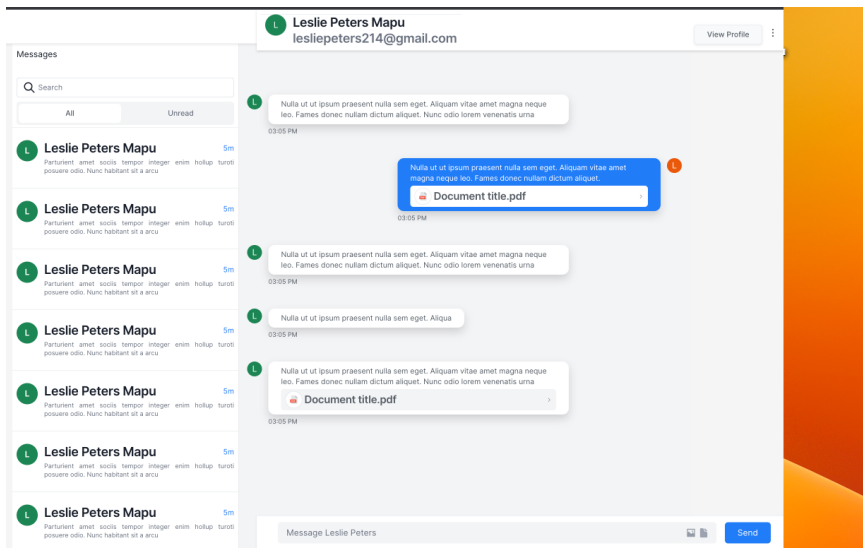 L
Leslie Peters Mapu
lesliepeters214@gmail.com
View Profile
Messages
Search
All
Unread
L
Leslie Peters Mapu
5m
Parturient amet sociis tempor integer enim hollup turoti
posuere odio. Nunc habitant sit a arcu
L
Leslie Peters Mapu
5m
Parturient amet sociis tempor integer enim hollup turoti
posuere odio. Nunc habitant sit a arcu
L
Leslie Peters Mapu
5m
Parturient amet sociis tempor integer enim hollup turoti
posuere odio. Nunc habitant sit a arcu
L
Leslie Peters Mapu
5m
Parturient amet sociis tempor integer enim hollup turoti
posuere odio. Nunc habitant sit a arcu
L
Leslie Peters Mapu
5m
Parturient amet sociis tempor integer enim hollup turoti
posuere odio. Nunc habitant sit a arcu
L
Leslie Peters Mapu
5m
Parturient amet sociis tempor integer enim hollup turoti
posuere odio. Nunc habitant sit a arcu
L
Leslie Peters Mapu
5m
Parturient amet sociis tempor integer enim hollup turoti
posuere odio. Nunc habitant sit a arcu
L
Nulla ut ut ipsum praesent nulla sem eget. Aliquam vitae amet magna neque
leo. Fames donec nullam dictum aliquet. Nunc odio lorem venenatis urna
03:05 PM
L
Nulla ut ut ipsum praesent nulla sem eget. Aliquam vitae amet
magna neque leo. Fames donec nullam dictum aliquet.
Document title.pdf
03:05 PM
L
Nulla ut ut ipsum praesent nulla sem eget. Aliquam vitae amet magna neque
leo. Fames donec nullam dictum aliquet. Nunc odio lorem venenatis urna
03:05 PM
L
Nulla ut ut ipsum praesent nulla sem eget. Aliqua
03:05 PM
L
Nulla ut ut ipsum praesent nulla sem eget. Aliquam vitae amet magna neque
leo. Fames donec nullam dictum aliquet. Nunc odio lorem venenatis urna
Document title.pdf
03:05 PM
Message Leslie Peters
Send